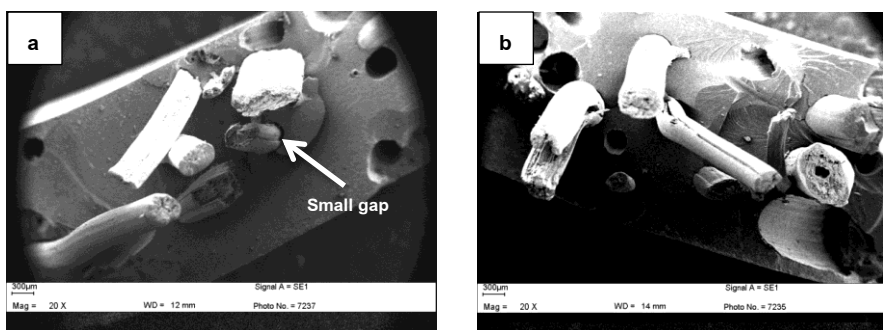 a
Small gap
300µm
Signal A = SE1
Mag = 20 X
WD = 12 mm
Photo No. = 7237
b
300µm
Signal A = SE1
Mag = 20 X
WD = 14 mm
Photo No. = 7235